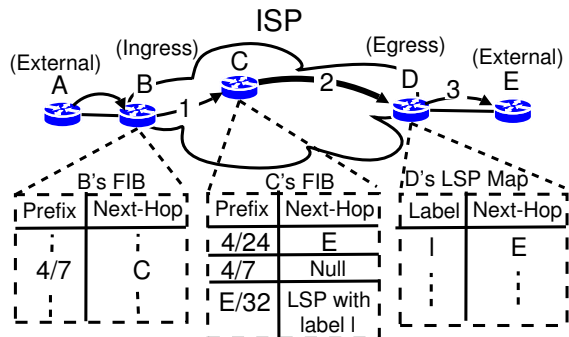 ISP
(External)
(Ingress)
(Egress)
(External)
A
B
C
D
E
1
2
3
B's FIB
Prefix Next-Hop
4/7 C
C's FIB
Prefix Next-Hop
4/24 E
4/7 Null
E/32 LSP with
label l
D's LSP Map
Label Next-Hop
l E